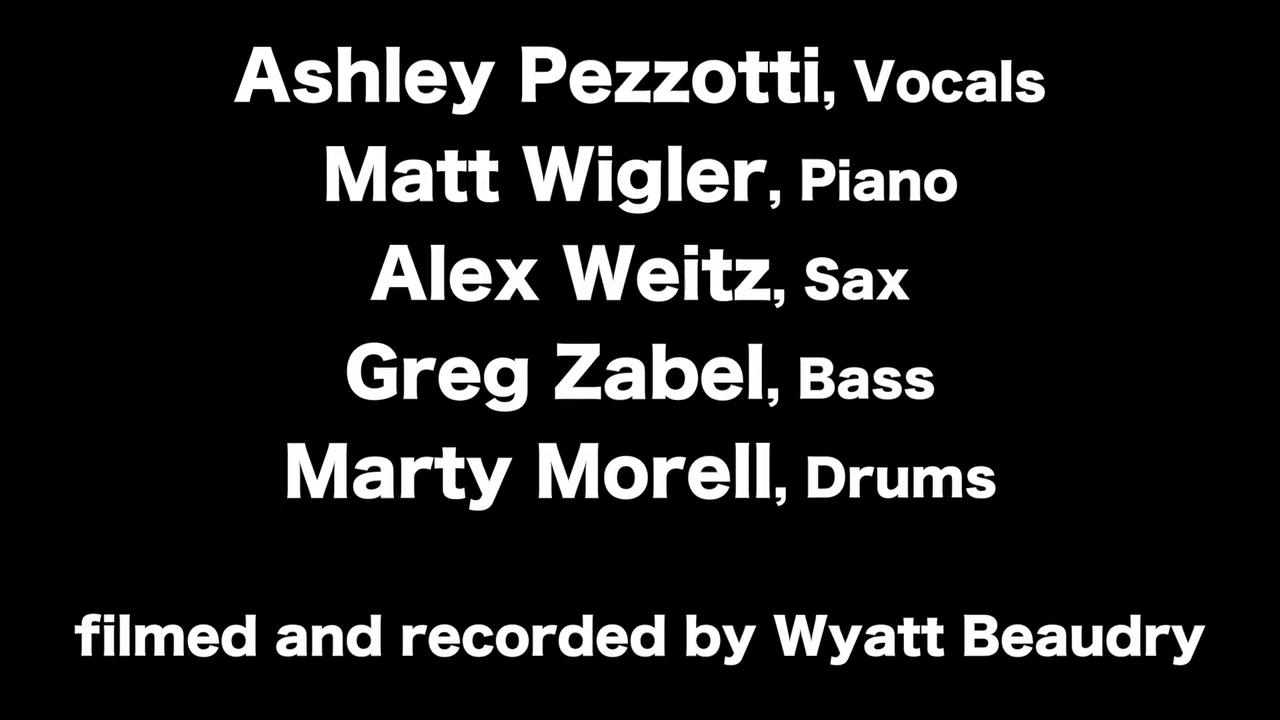 Ashley Pezzotti, Vocals
Matt Wigler, Piano
Alex Weitz, Sax
Greg Zabel, Bass
Marty Morell, Drums
filmed and recorded by Wyatt Beaudry